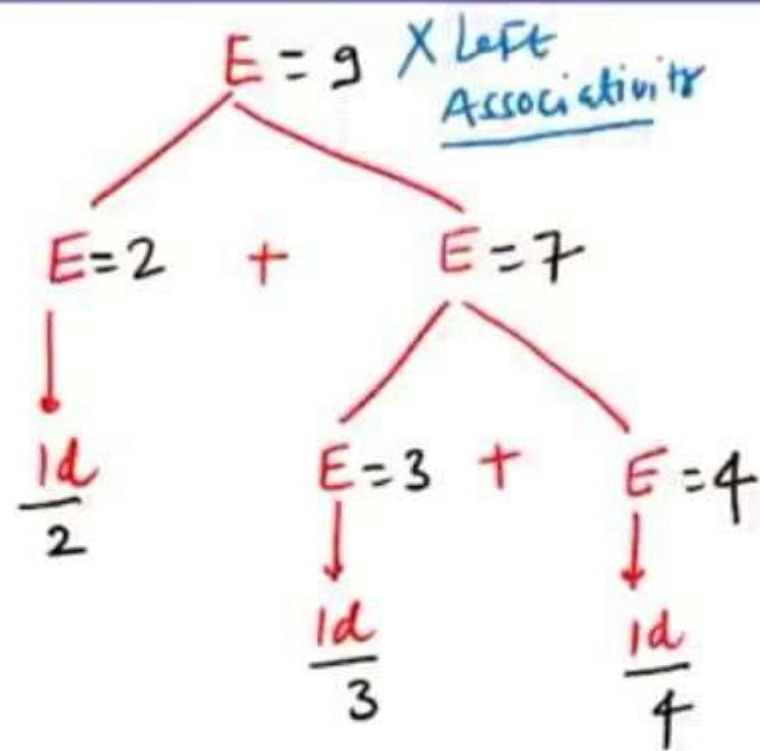 E = 9 X Left
Associativity
E = 2 + E = 7
Id E = 3 + E = 4
2
Id Id
3 4